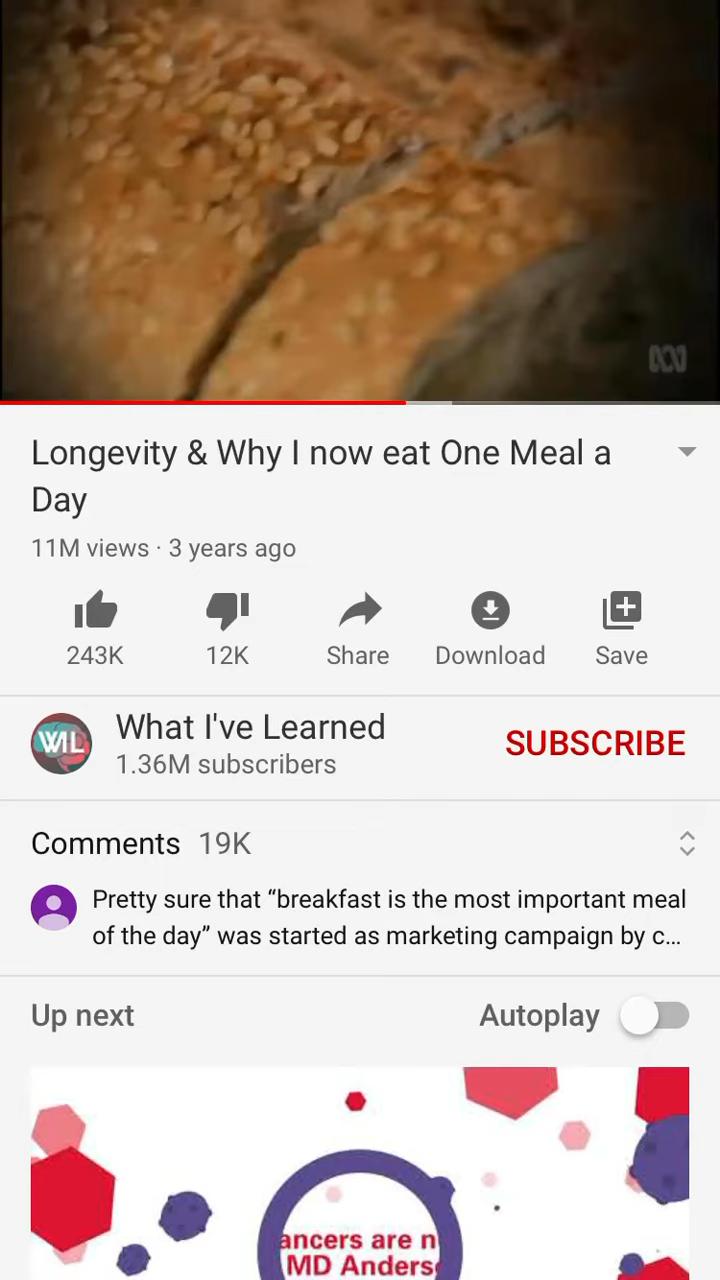 Longevity & Why I now eat One Meal a
Day
11M views · 3 years ago
243K
12K
Share
Download
Save
WIL
What I've Learned
1.36M subscribers
SUBSCRIBE
Comments 19K
Pretty sure that “breakfast is the most important meal
of the day” was started as marketing campaign by c...
Up next
Autoplay
ancers are n
MD Anders